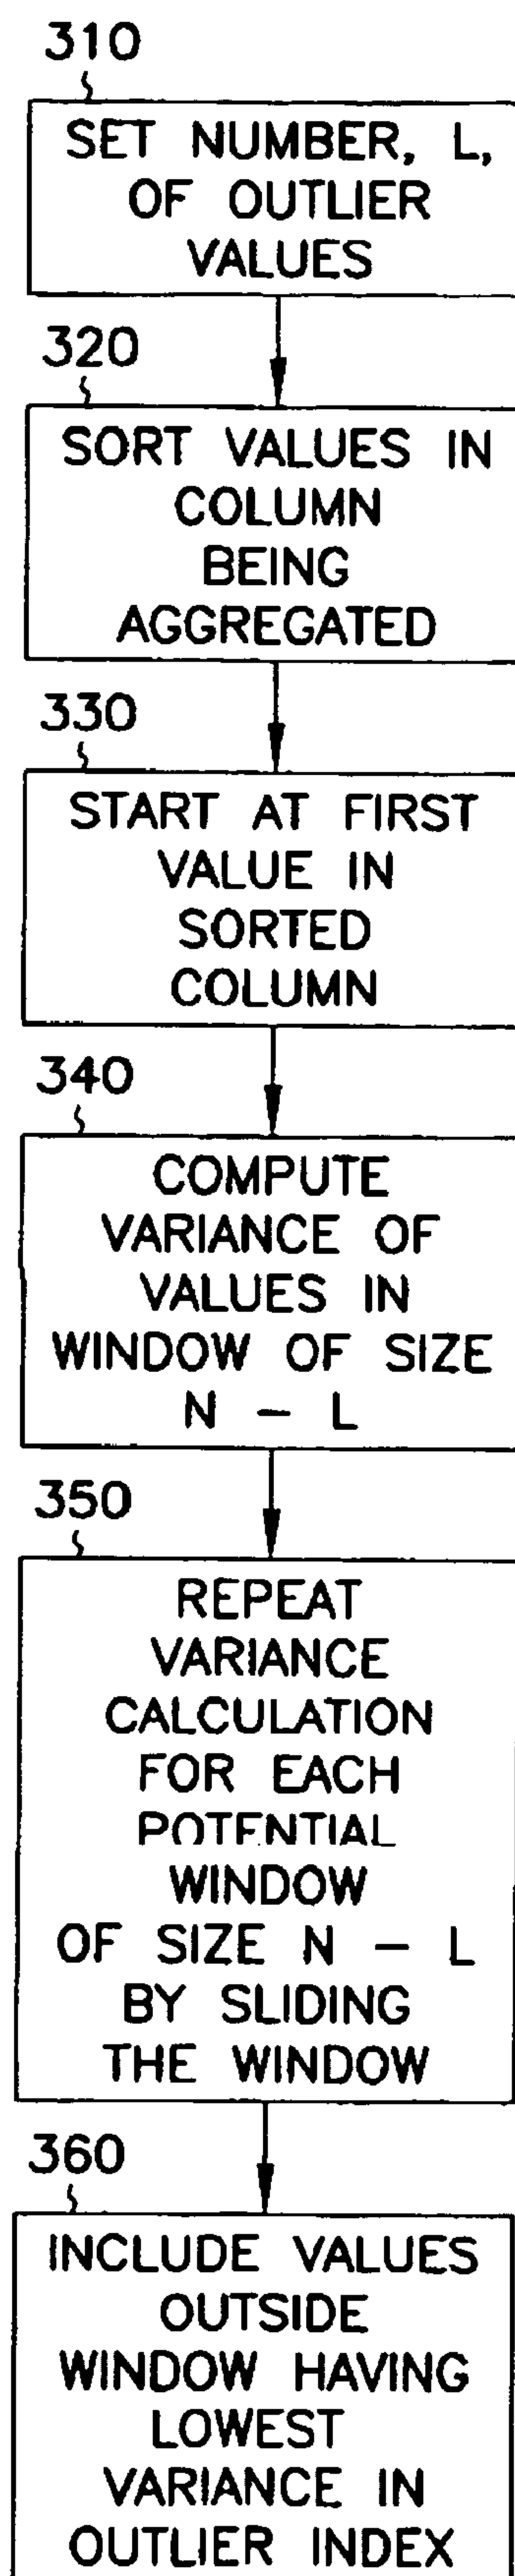 310
SET NUMBER, L,
OF OUTLIER
VALUES
320
SORT VALUES IN
COLUMN
BEING
AGGREGATED
330
START AT FIRST
VALUE IN
SORTED
COLUMN
340
COMPUTE
VARIANCE OF
VALUES IN
WINDOW OF SIZE
N – L
350
REPEAT
VARIANCE
CALCULATION
FOR EACH
POTENTIAL
WINDOW
OF SIZE N – L
BY SLIDING
THE WINDOW
360
INCLUDE VALUES
OUTSIDE
WINDOW HAVING
LOWEST
VARIANCE IN
OUTLIER INDEX